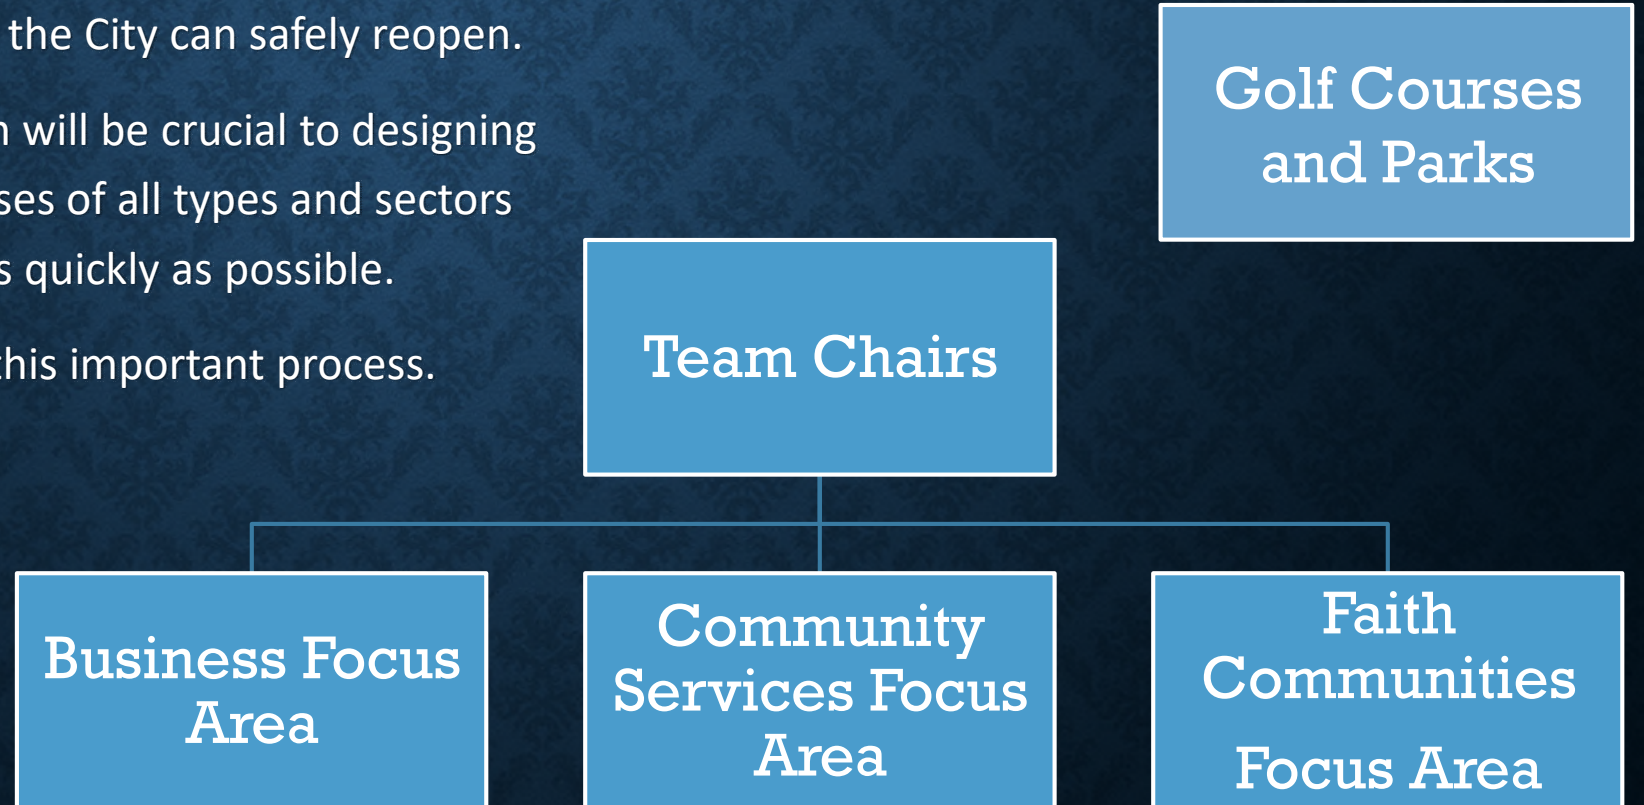 the City can safely reopen.
will be crucial to designing
of all types and sectors
quickly as possible.
this important process.
Golf Courses
and Parks
Team Chairs
Business Focus
Area
Community
Services Focus
Area
Faith
Communities
Focus Area